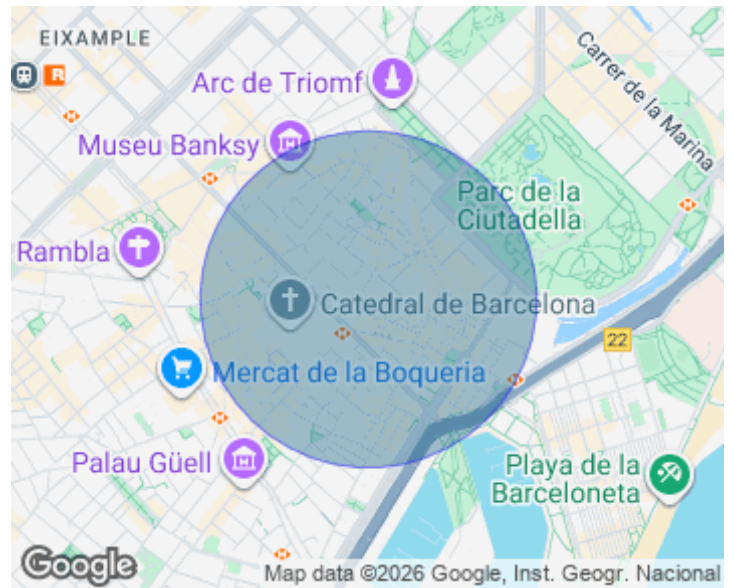 EIXAMPLE
Carrer de la Marina
Arc de Triomf
Museu Banksy
Parc de la
Ciutadella
Rambla
Catedral de Barcelona
22
Mercat de la Boqueria
Palau Güell
Playa de la
Barceloneta
Google
Map data ©2026 Google, Inst. Geogr. Nacional